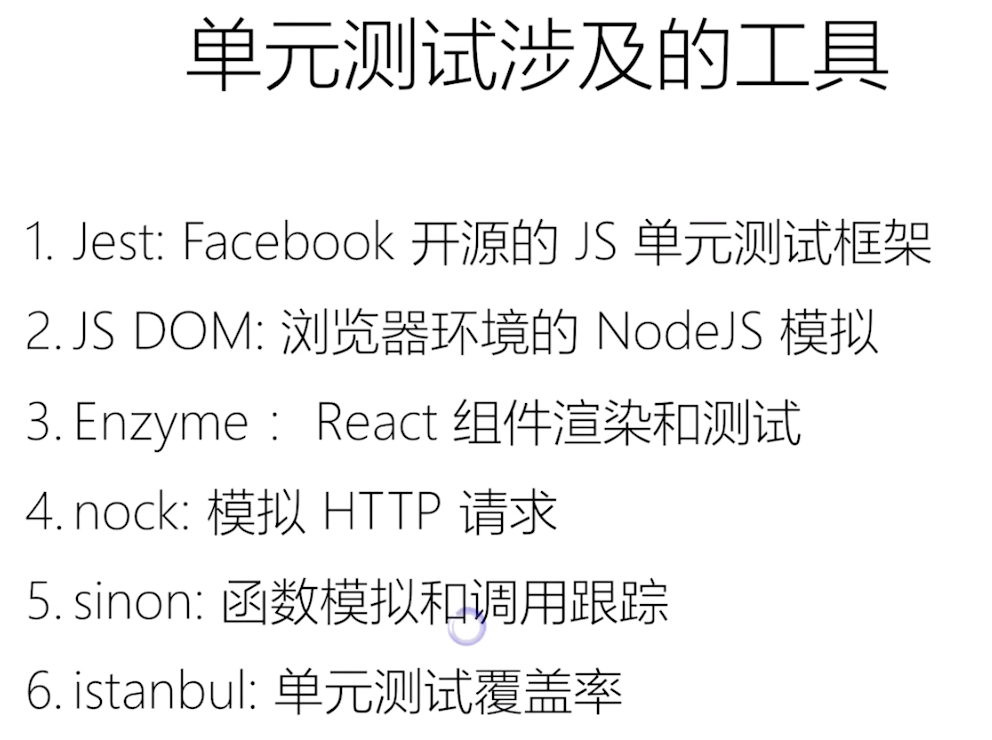 单元测试涉及的工具
1. Jest: Facebook 开源的 JS 单元测试框架
2. JS DOM: 浏览器环境的 NodeJS 模拟
3. Enzyme： React 组件渲染和测试
4. nock: 模拟 HTTP 请求
5. sinon: 函数模拟和调用跟踪
6. istanbul: 单元测试覆盖率